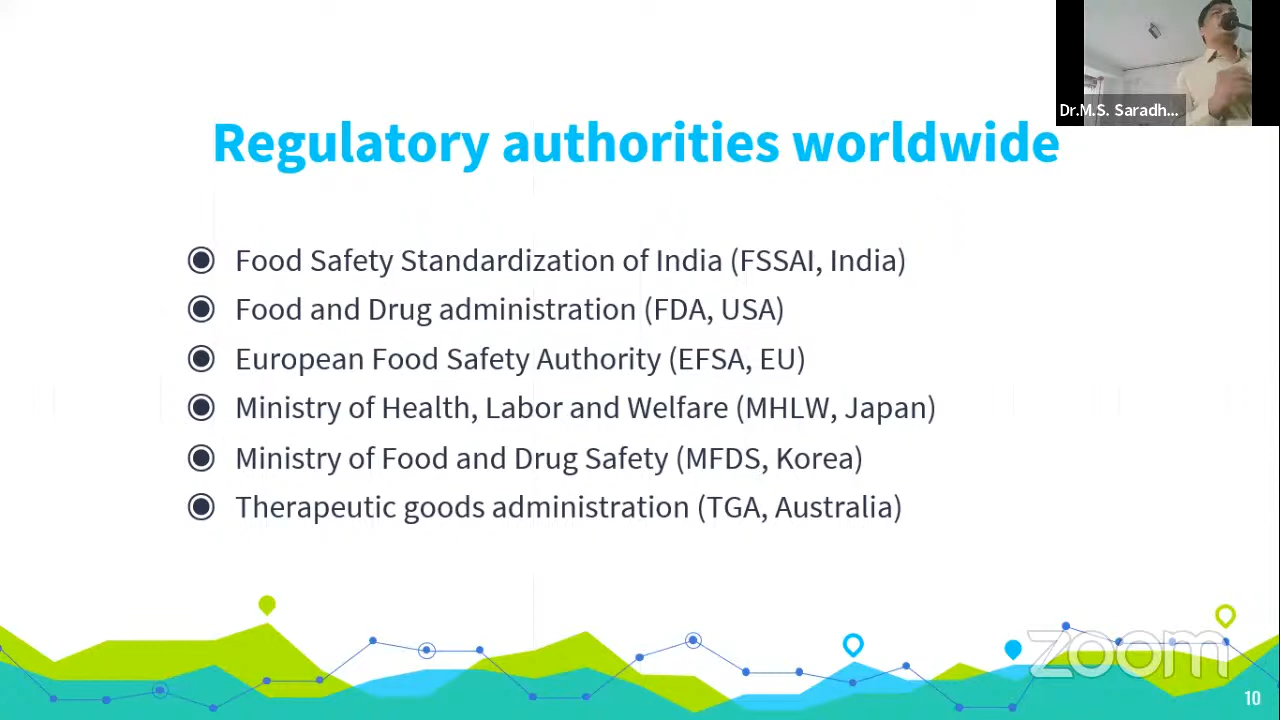 Dr.M.S. Saradh...
Regulatory authorities worldwide
Food Safety Standardization of India (FSSAI, India)
Food and Drug administration (FDA, USA)
European Food Safety Authority (EFSA, EU)
Ministry of Health, Labor and Welfare (MHLW, Japan)
Ministry of Food and Drug Safety (MFDS, Korea)
Therapeutic goods administration (TGA, Australia)
zoom
10